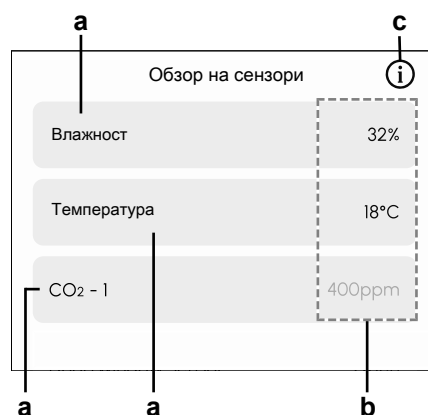 a c
Обзор на сензори i
Влажност 32%
Температура 18°C
CO2 - 1 400ppm
a a b